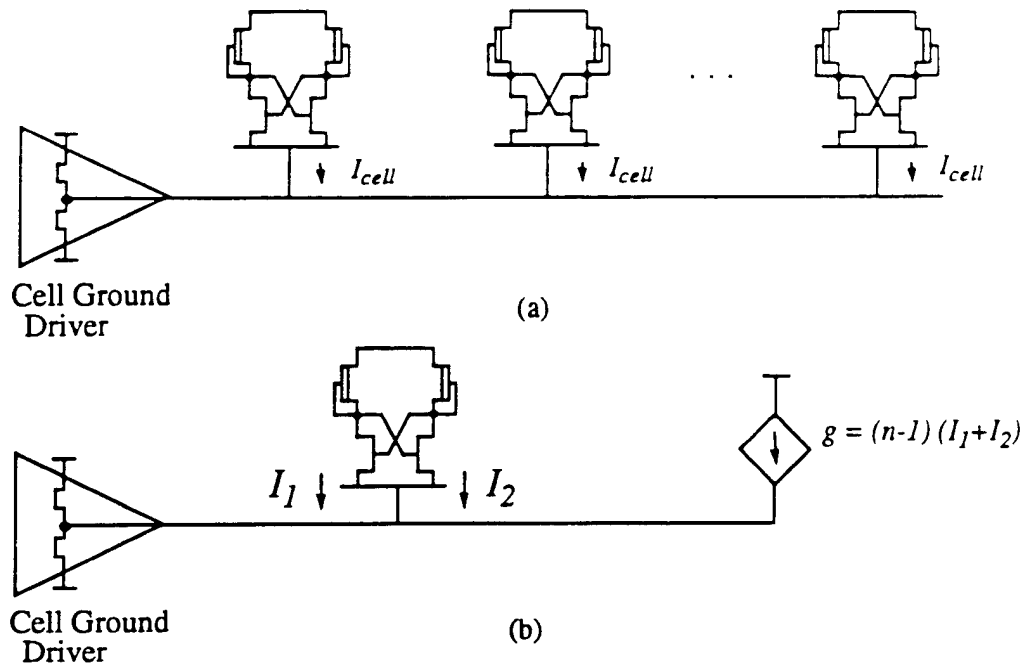 . . .
I_cell I_cell I_cell
Cell Ground
Driver
(a)
g = (n-1) (I_1+I_2)
I_1 I_2
Cell Ground
Driver
(b)